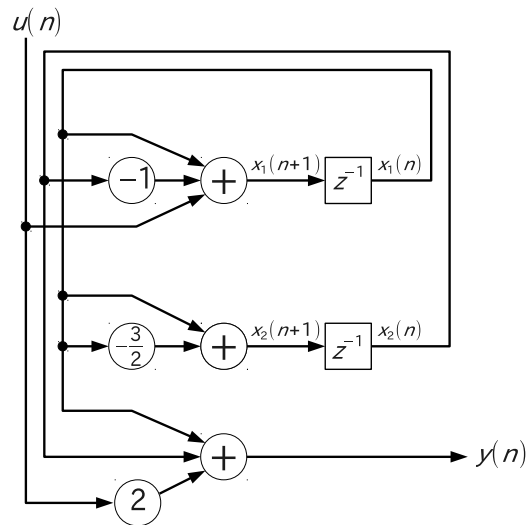 u(n)
−1
+
x₁(n+1)
z⁻¹
x₁(n)
−3/2
+
x₂(n+1)
z⁻¹
x₂(n)
+
y(n)
2